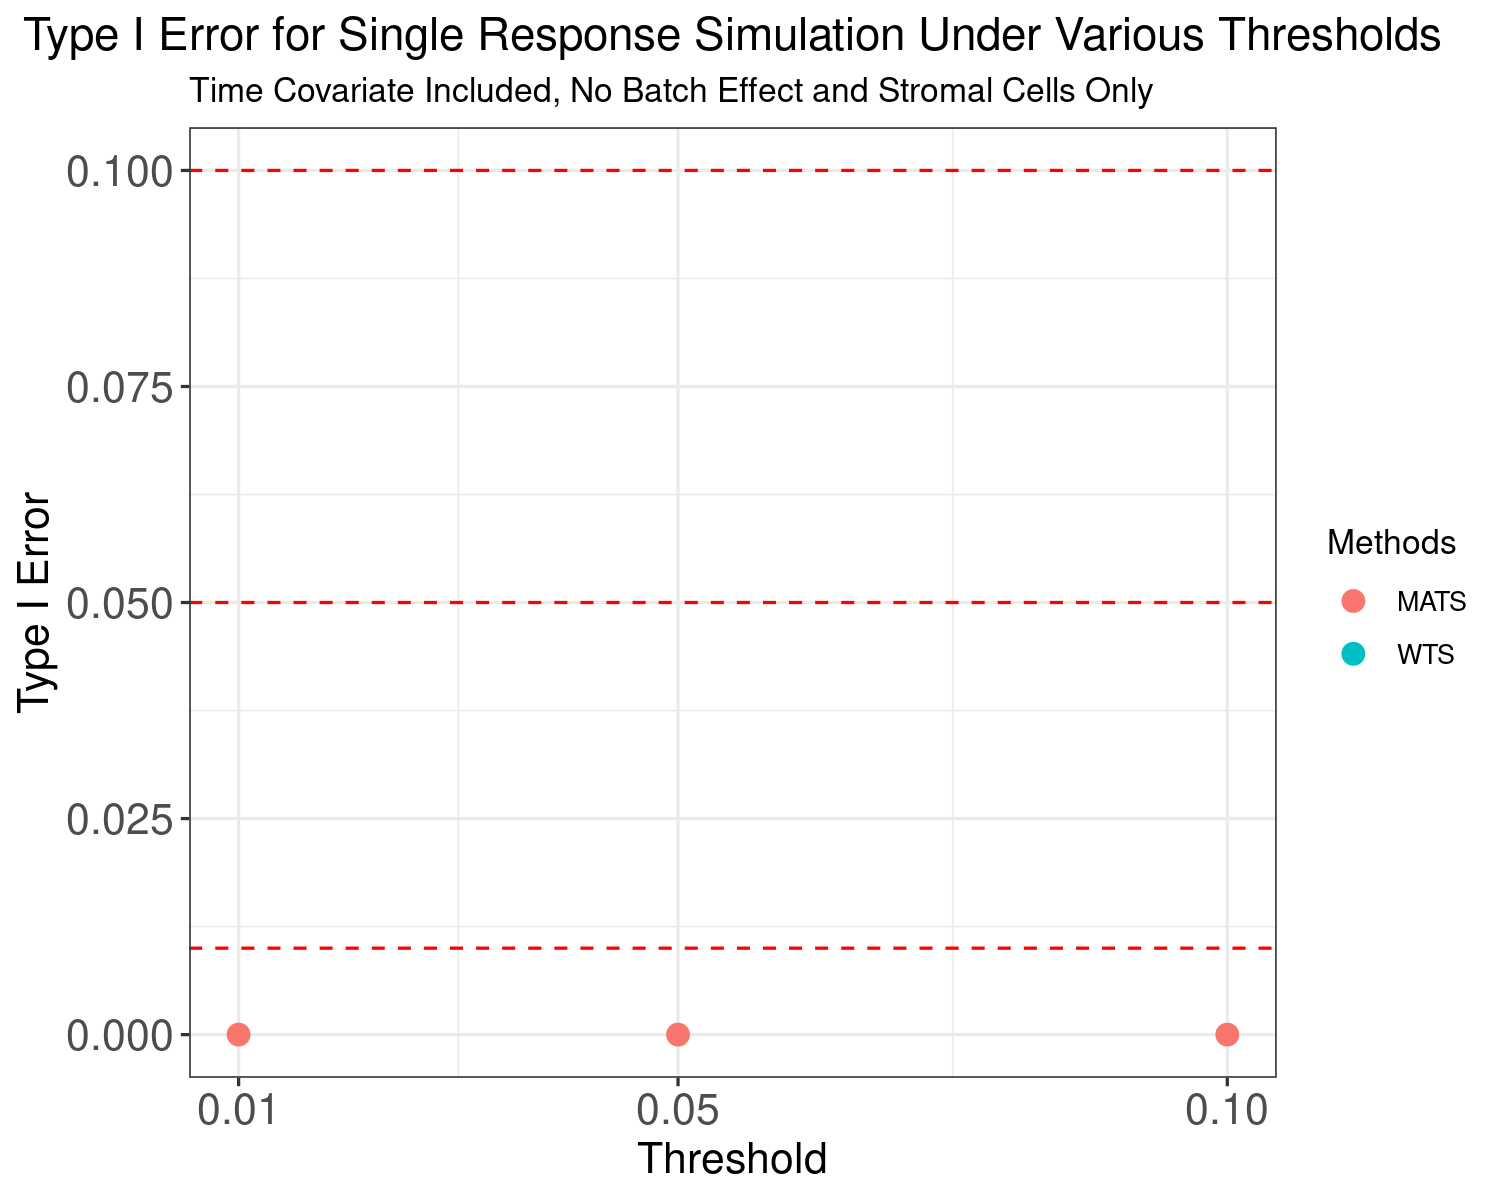 Type I Error for Single Response Simulation Under Various Thresholds
Time Covariate Included, No Batch Effect and Stromal Cells Only
0.100
0.075
0.050
0.025
0.000
Type I Error
0.01
0.05
0.10
Threshold
Methods
MATS
WTS